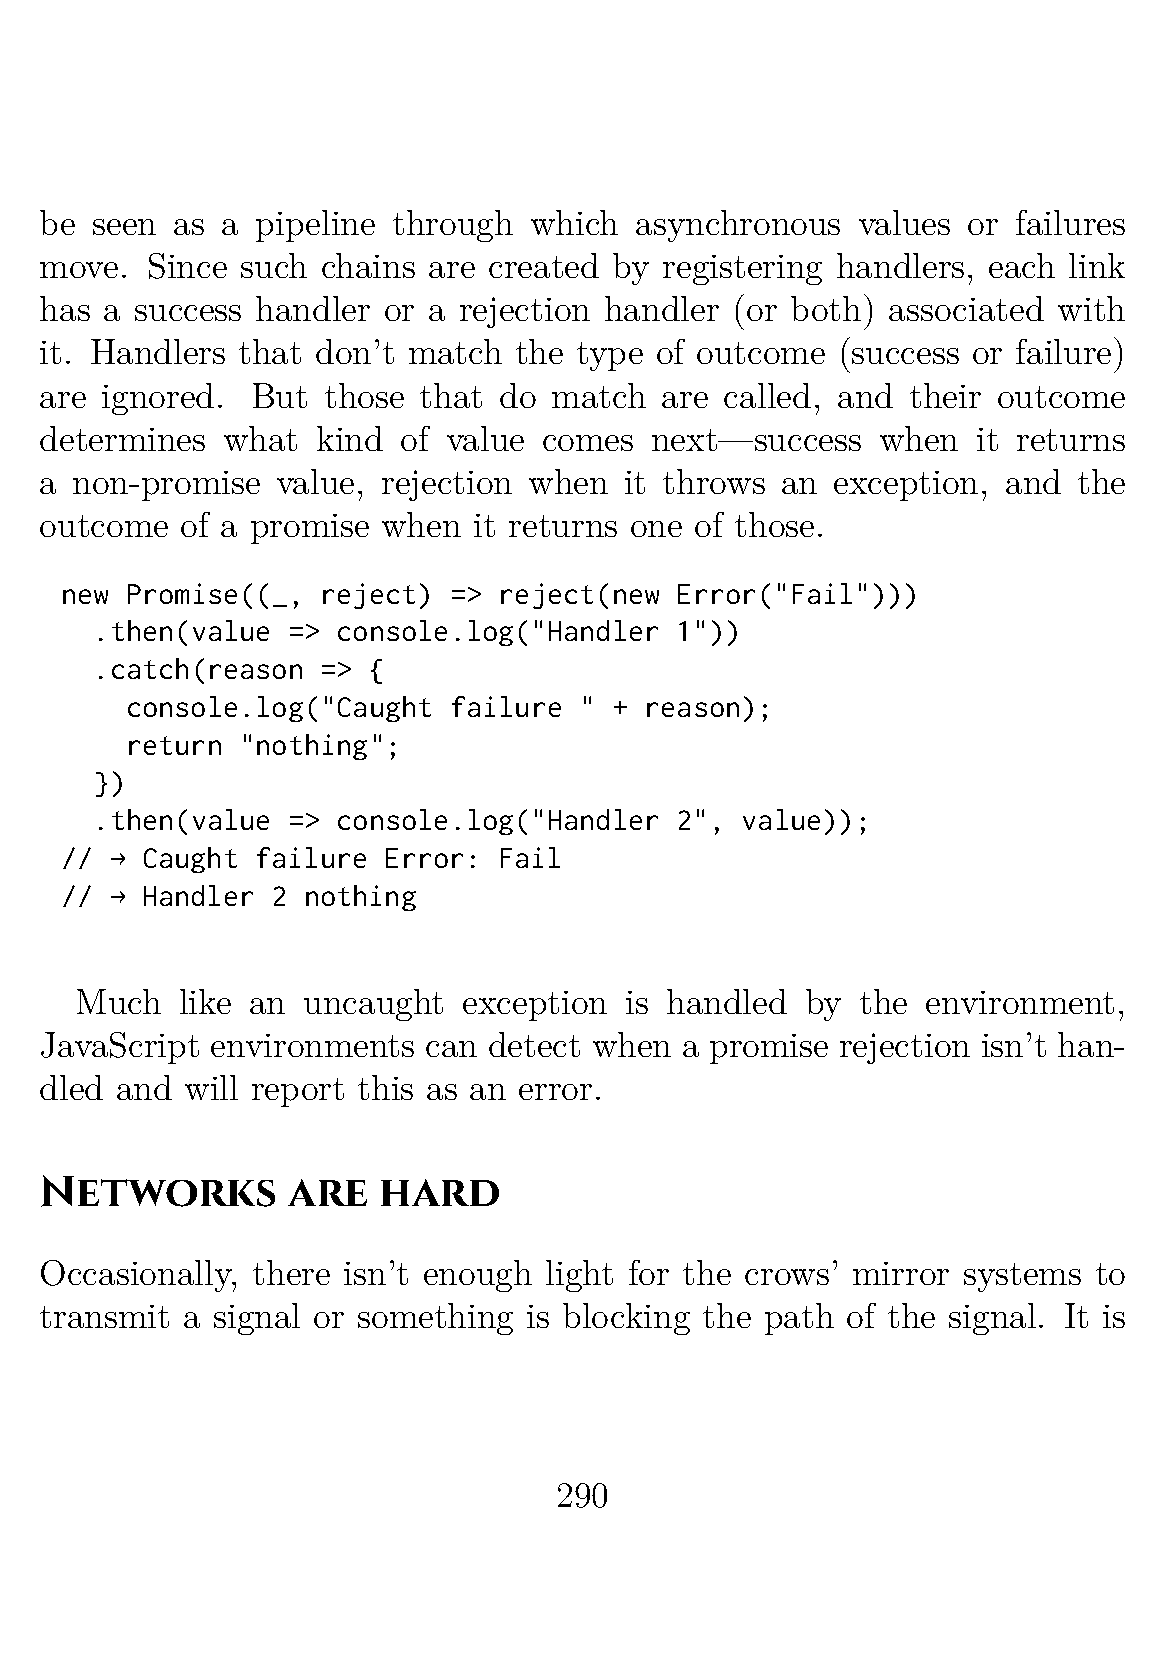 be seen as a pipeline through which asynchronous values or failures
move. Since such chains are created by registering handlers, each link
has a success handler or a rejection handler (or both) associated with
it. Handlers that don’t match the type of outcome (success or failure)
are ignored. But those that do match are called, and their outcome
determines what kind of value comes next—success when it returns
a non-promise value, rejection when it throws an exception, and the
outcome of a promise when it returns one of those.
new Promise((_, reject) => reject(new Error("Fail")))
  .then(value => console.log("Handler 1"))
  .catch(reason => {
    console.log("Caught failure " + reason);
    return "nothing";
  })
  .then(value => console.log("Handler 2", value));
// → Caught failure Error: Fail
// → Handler 2 nothing
Much like an uncaught exception is handled by the environment,
JavaScript environments can detect when a promise rejection isn’t han-
dled and will report this as an error.
Networks are hard
Occasionally, there isn’t enough light for the crows’ mirror systems to
transmit a signal or something is blocking the path of the signal. It is
290